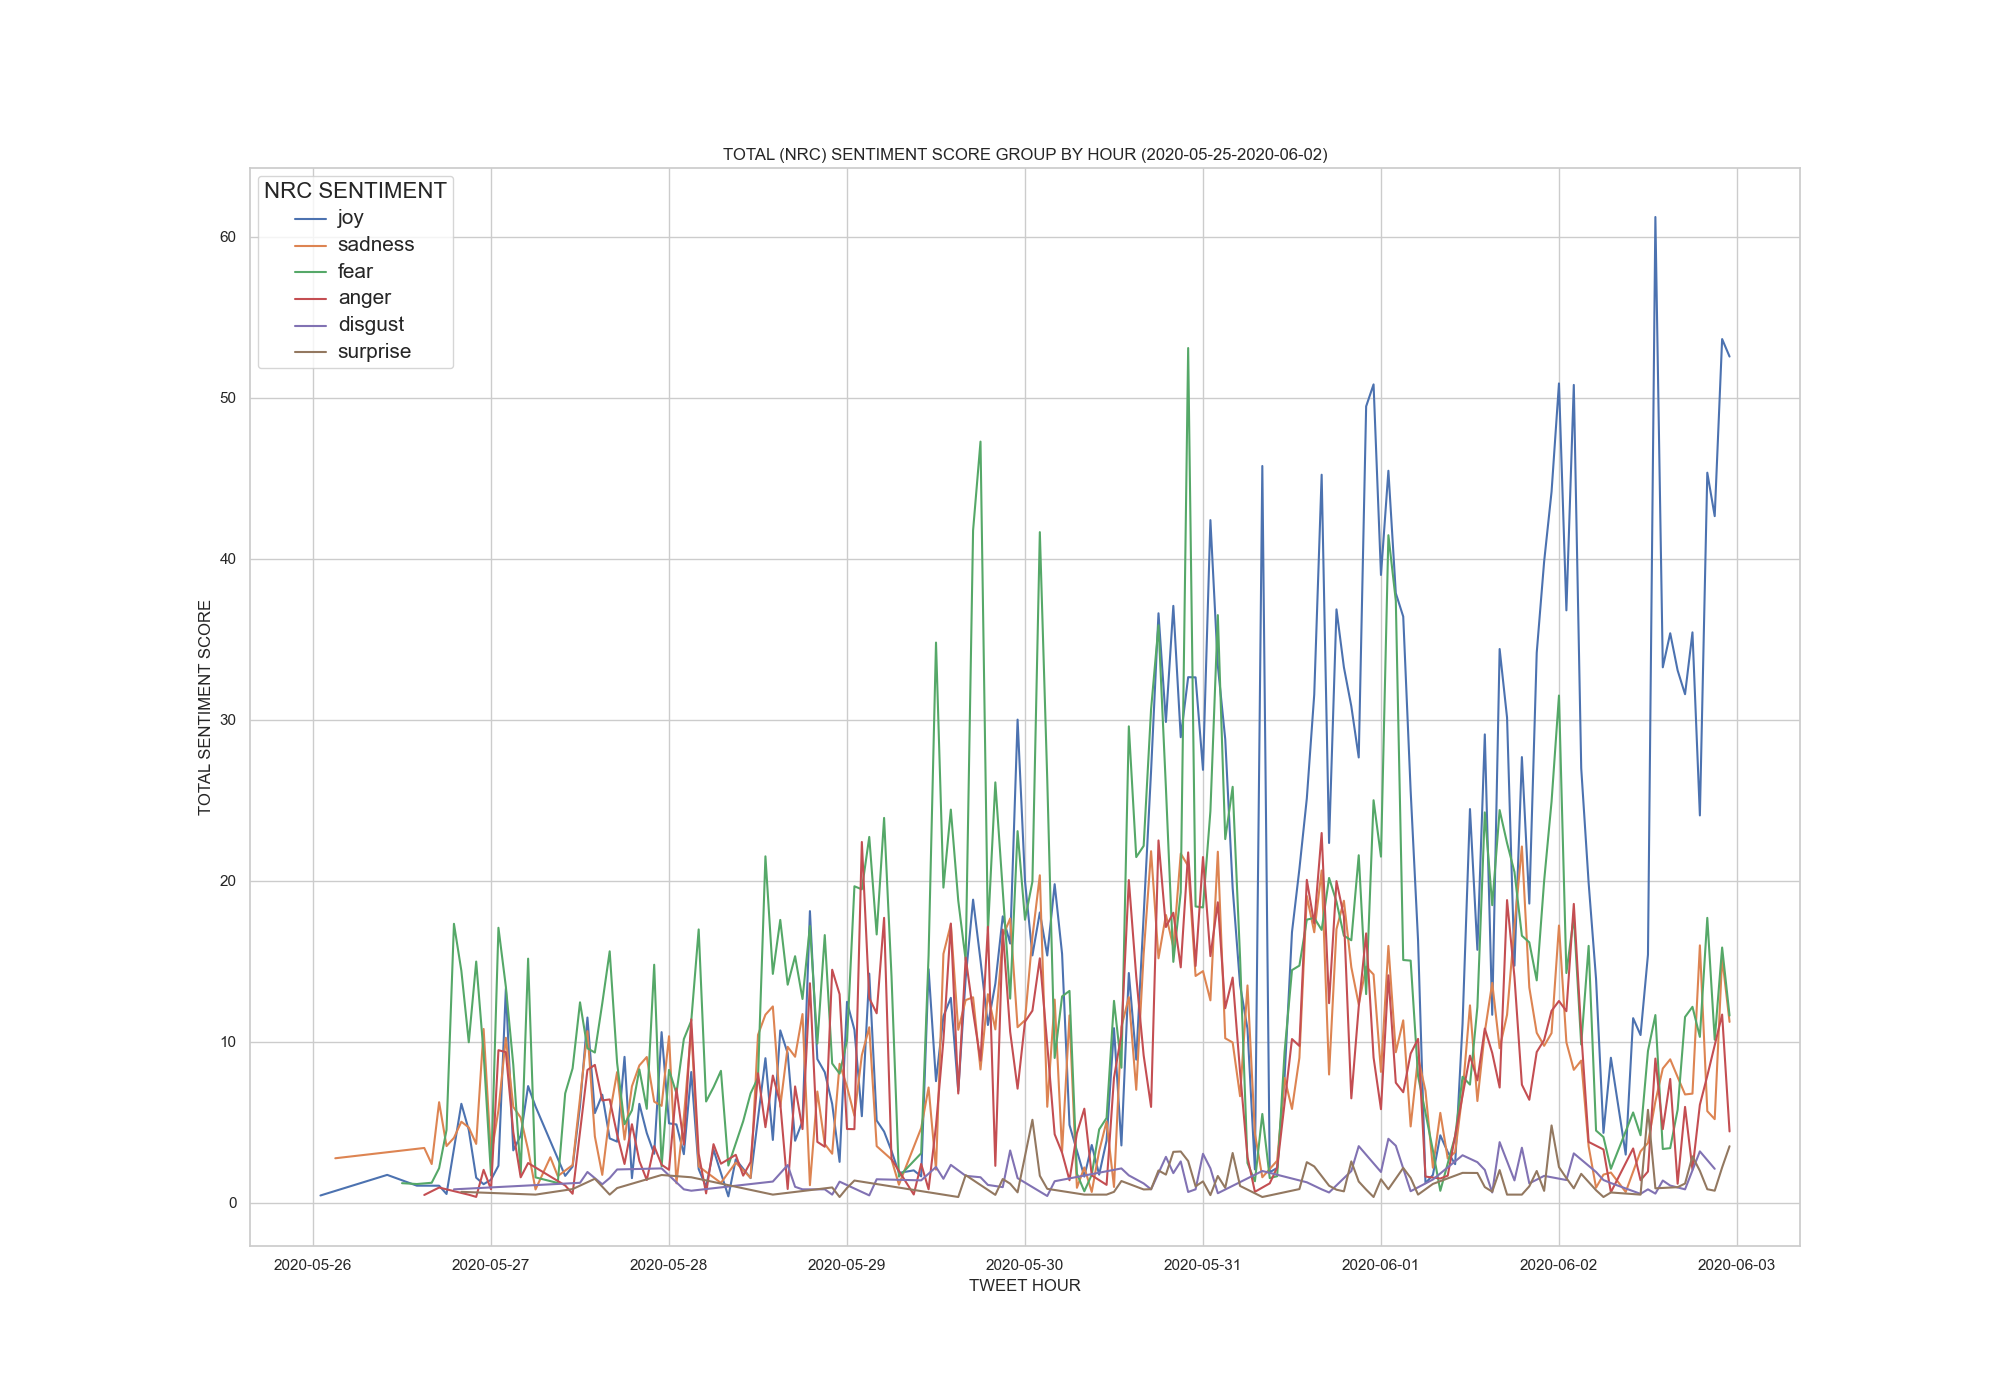 TOTAL (NRC) SENTIMENT SCORE GROUP BY HOUR (2020-05-25-2020-06-02)
NRC SENTIMENT
joy
sadness
fear
anger
disgust
surprise
TOTAL SENTIMENT SCORE
60
50
40
30
20
10
0
2020-05-26 2020-05-27 2020-05-28 2020-05-29 2020-05-30 2020-05-31 2020-06-01 2020-06-02 2020-06-03
TWEET HOUR